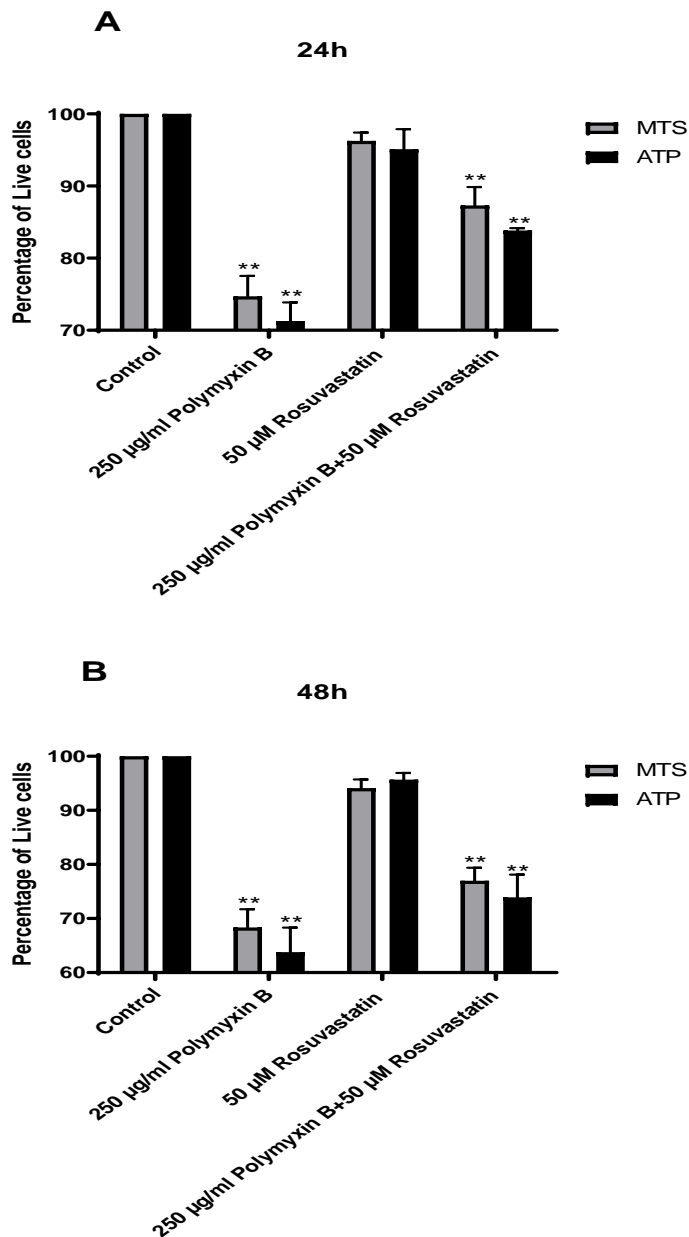 A
24h
Percentage of Live cells
100
90
80
70
** **
** **
MTS
ATP
Control
250 µg/ml Polymyxin B
50 µM Rosuvastatin
250 µg/ml Polymyxin B+50 µM Rosuvastatin
B
48h
Percentage of Live cells
100
90
80
70
60
** **
** **
MTS
ATP
Control
250 µg/ml Polymyxin B
50 µM Rosuvastatin
250 µg/ml Polymyxin B+50 µM Rosuvastatin